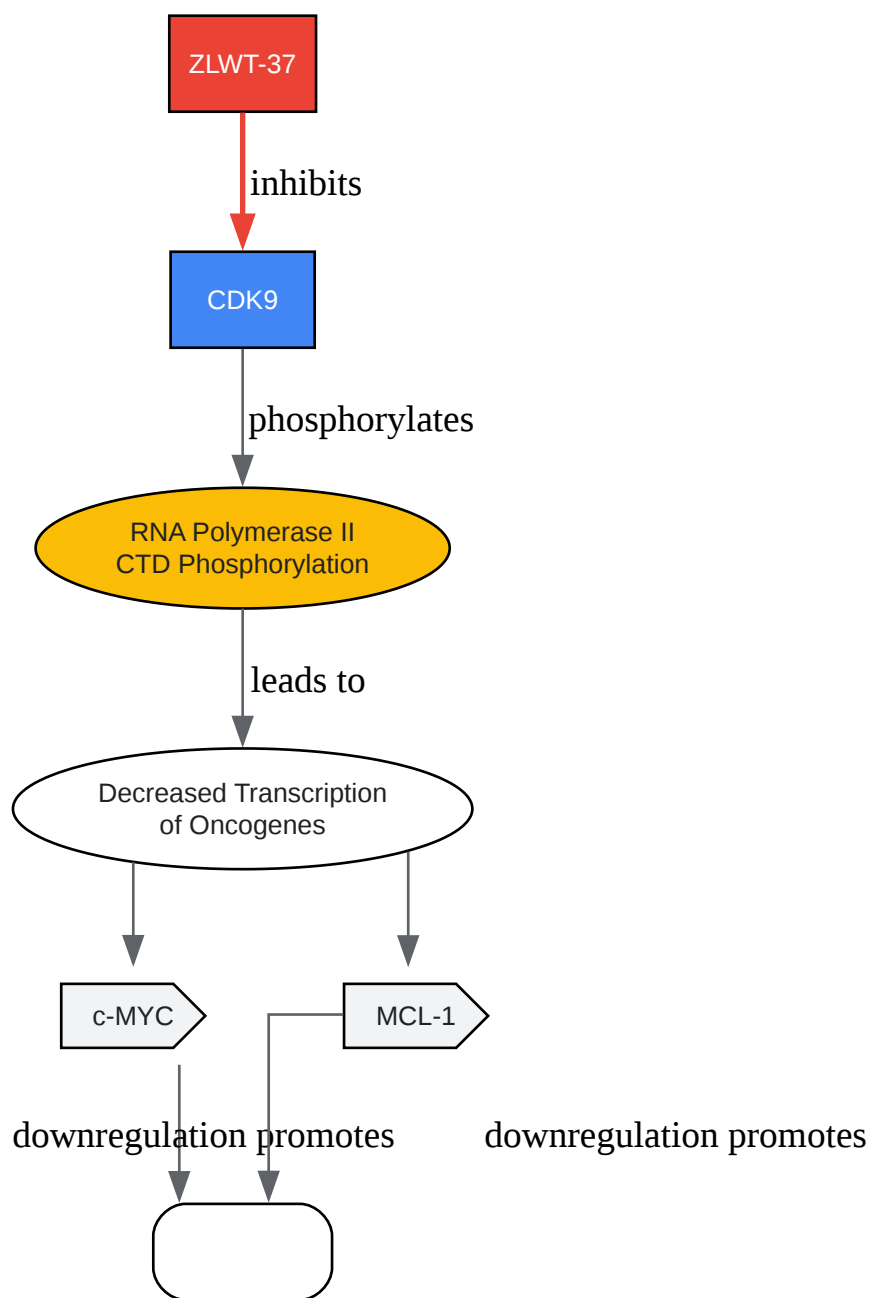 ZLWT-37
inhibits
CDK9
phosphorylates
RNA Polymerase II
CTD Phosphorylation
leads to
Decreased Transcription
of Oncogenes
c-MYC
MCL-1
downregulation promotes
downregulation promotes